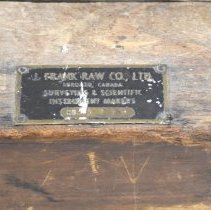 J. FRANK RAW CO., LTD.
TORONTO, CANADA
SURVEYING & SCIENTIFIC
INSTRUMENT MAKERS